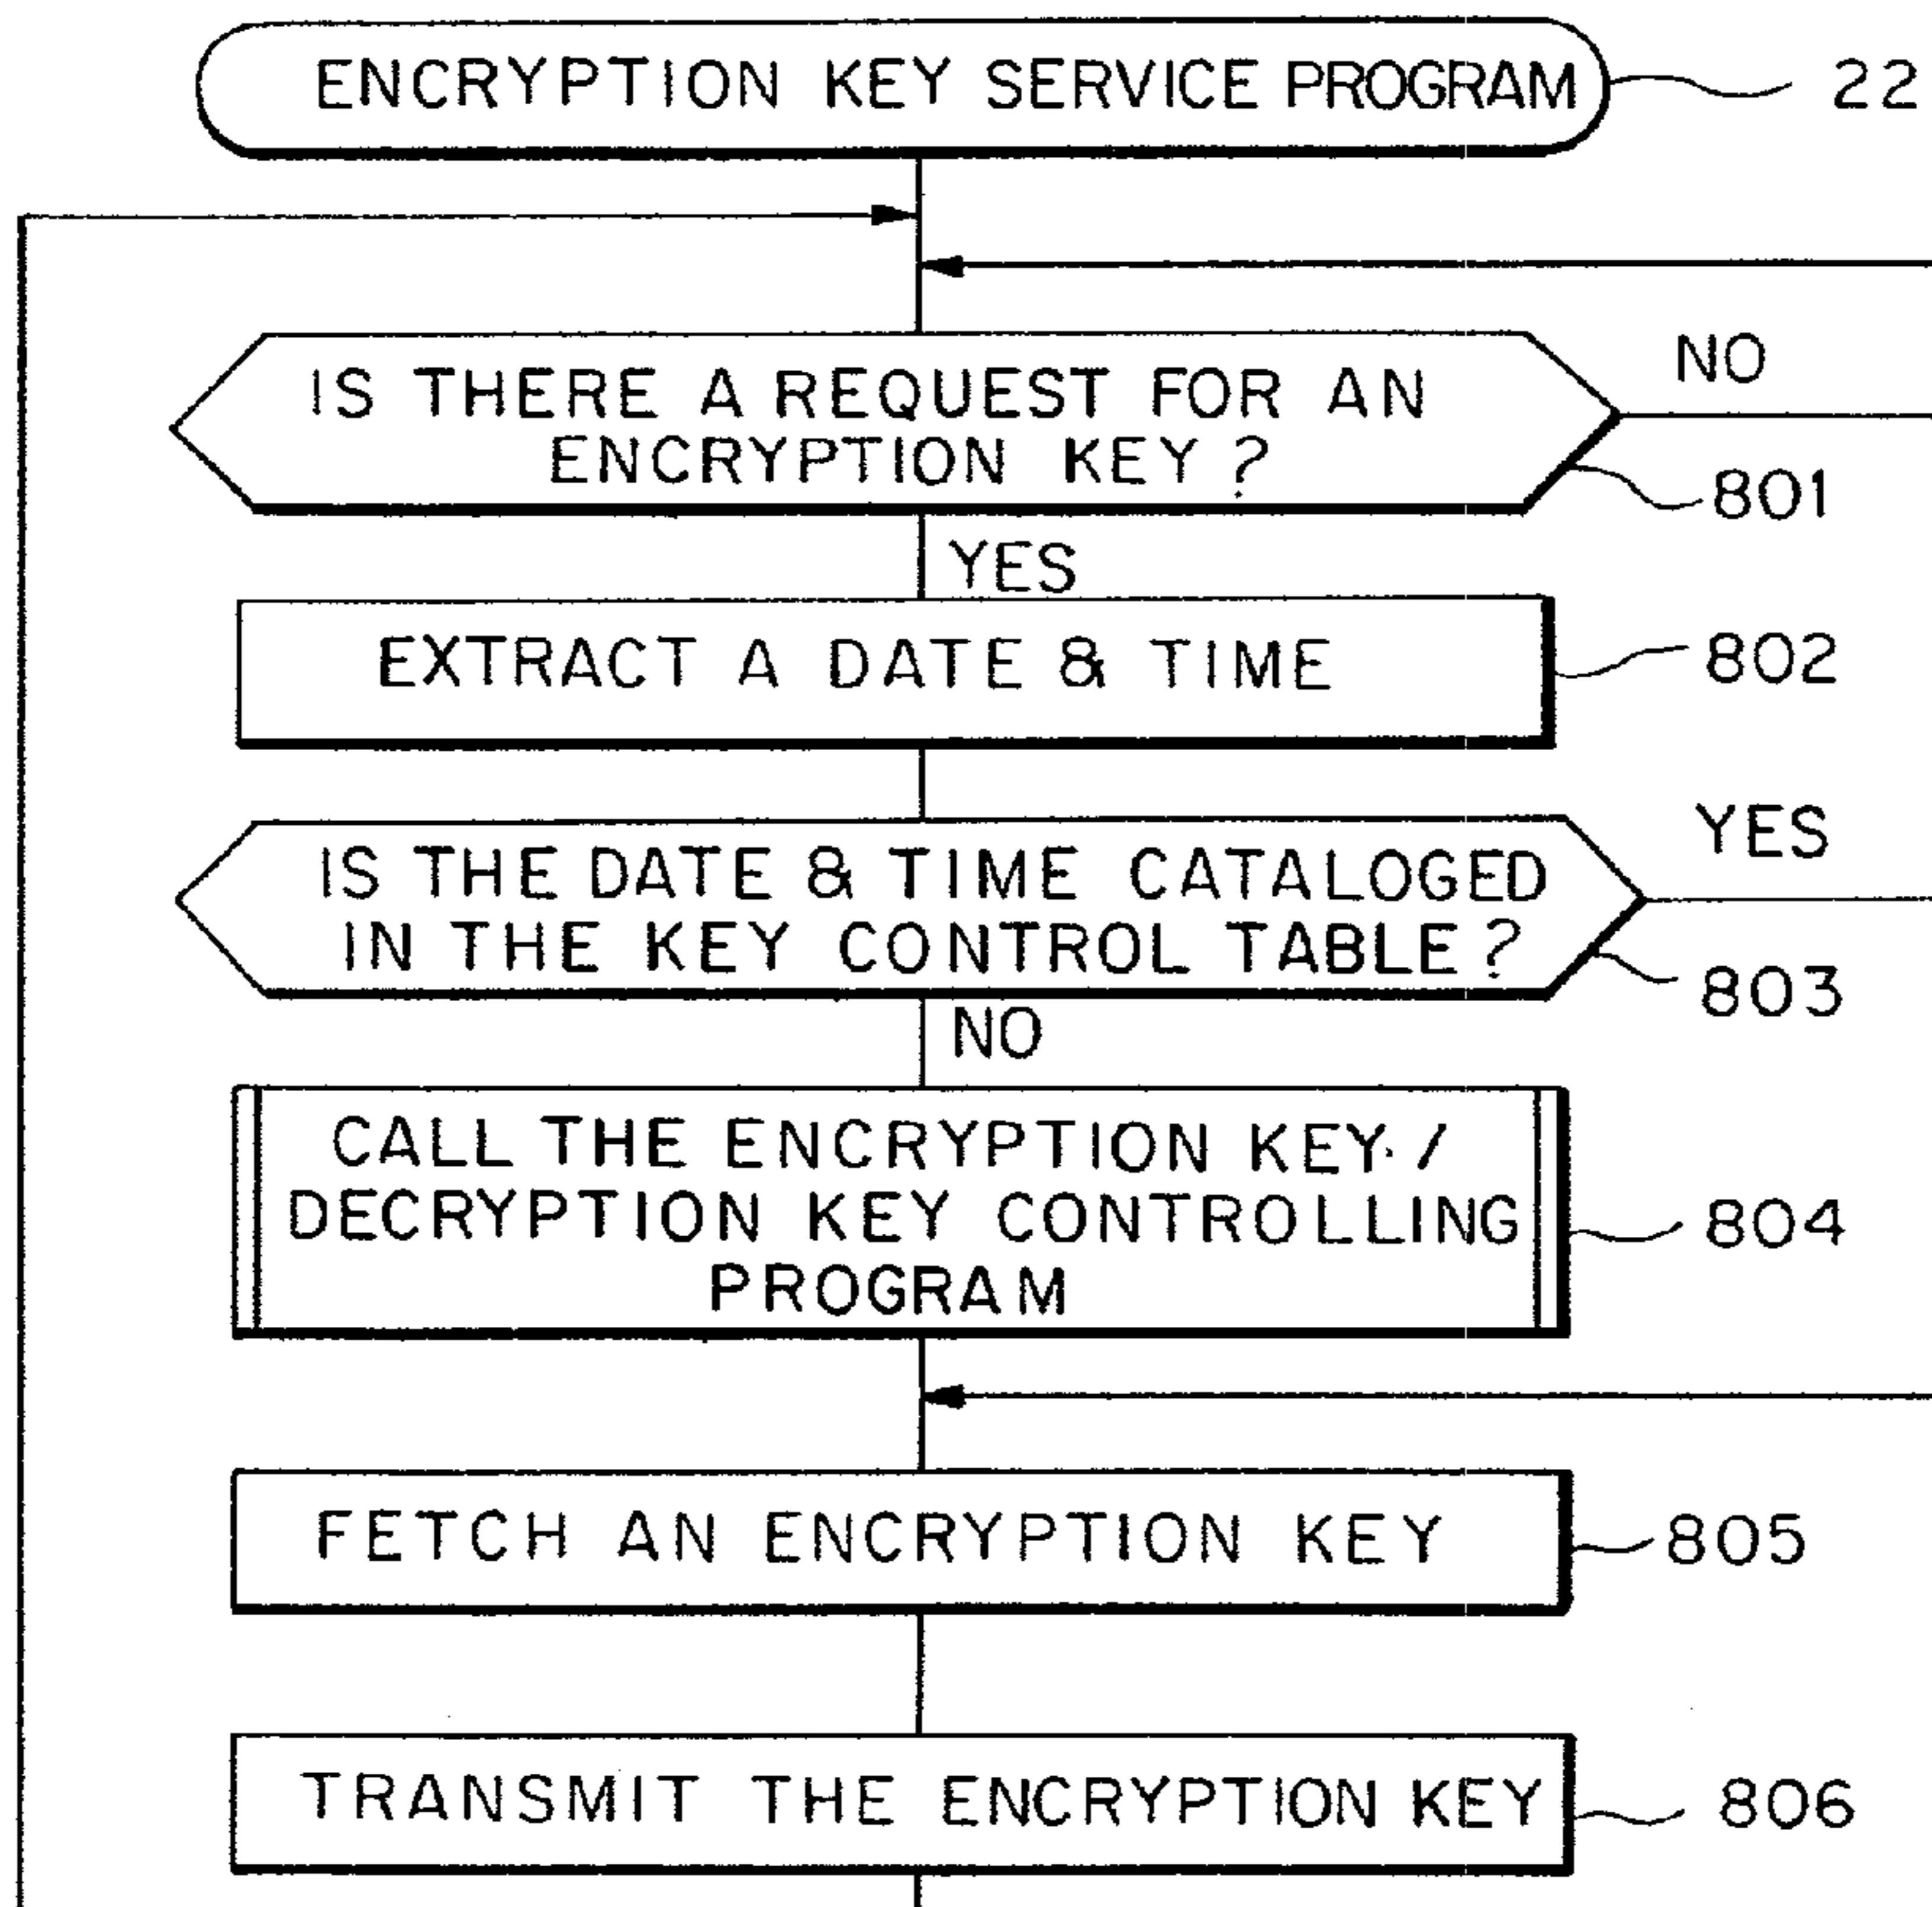 ENCRYPTION KEY SERVICE PROGRAM
22
IS THERE A REQUEST FOR AN
ENCRYPTION KEY?
NO
801
YES
EXTRACT A DATE & TIME
802
IS THE DATE & TIME CATALOGED
IN THE KEY CONTROL TABLE?
YES
803
NO
CALL THE ENCRYPTION KEY/
DECRYPTION KEY CONTROLLING
PROGRAM
804
FETCH AN ENCRYPTION KEY
805
TRANSMIT THE ENCRYPTION KEY
806